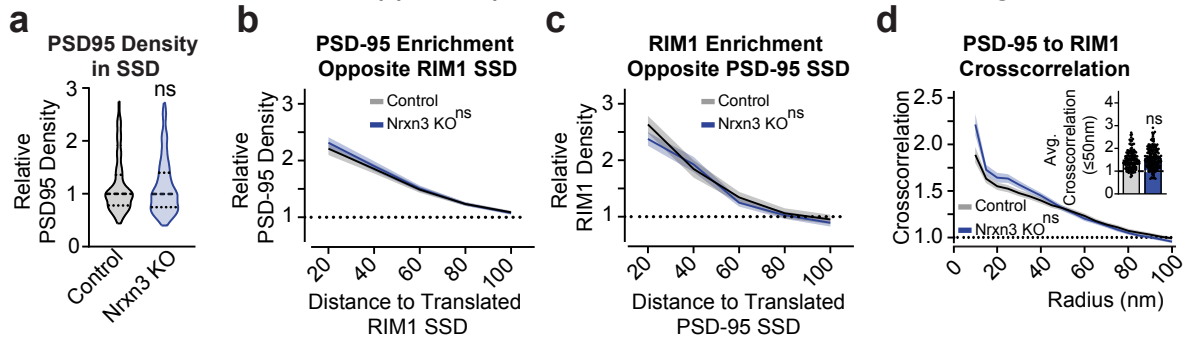 a
PSD95 Density
in SSD
ns
Relative
PSD95 Density
3
2
1
0
Control
Nrxn3 KO
b
PSD-95 Enrichment
Opposite RIM1 SSD
Control
Nrxn3 KO ns
Relative
PSD-95 Density
3
2
1
20 40 60 80 100
Distance to Translated
RIM1 SSD
c
RIM1 Enrichment
Opposite PSD-95 SSD
Control
Nrxn3 KO ns
Relative
RIM1 Density
3
2
1
20 40 60 80 100
Distance to Translated
PSD-95 SSD
d
PSD-95 to RIM1
Crosscorrelation
Crosscorrelation
2.5
2.0
1.5
1.0
Control
Nrxn3 KO ns
0 20 40 60 80 100
Radius (nm)
Avg.
Crosscorrelation
(≤50nm)
4
3
2
1
0
ns